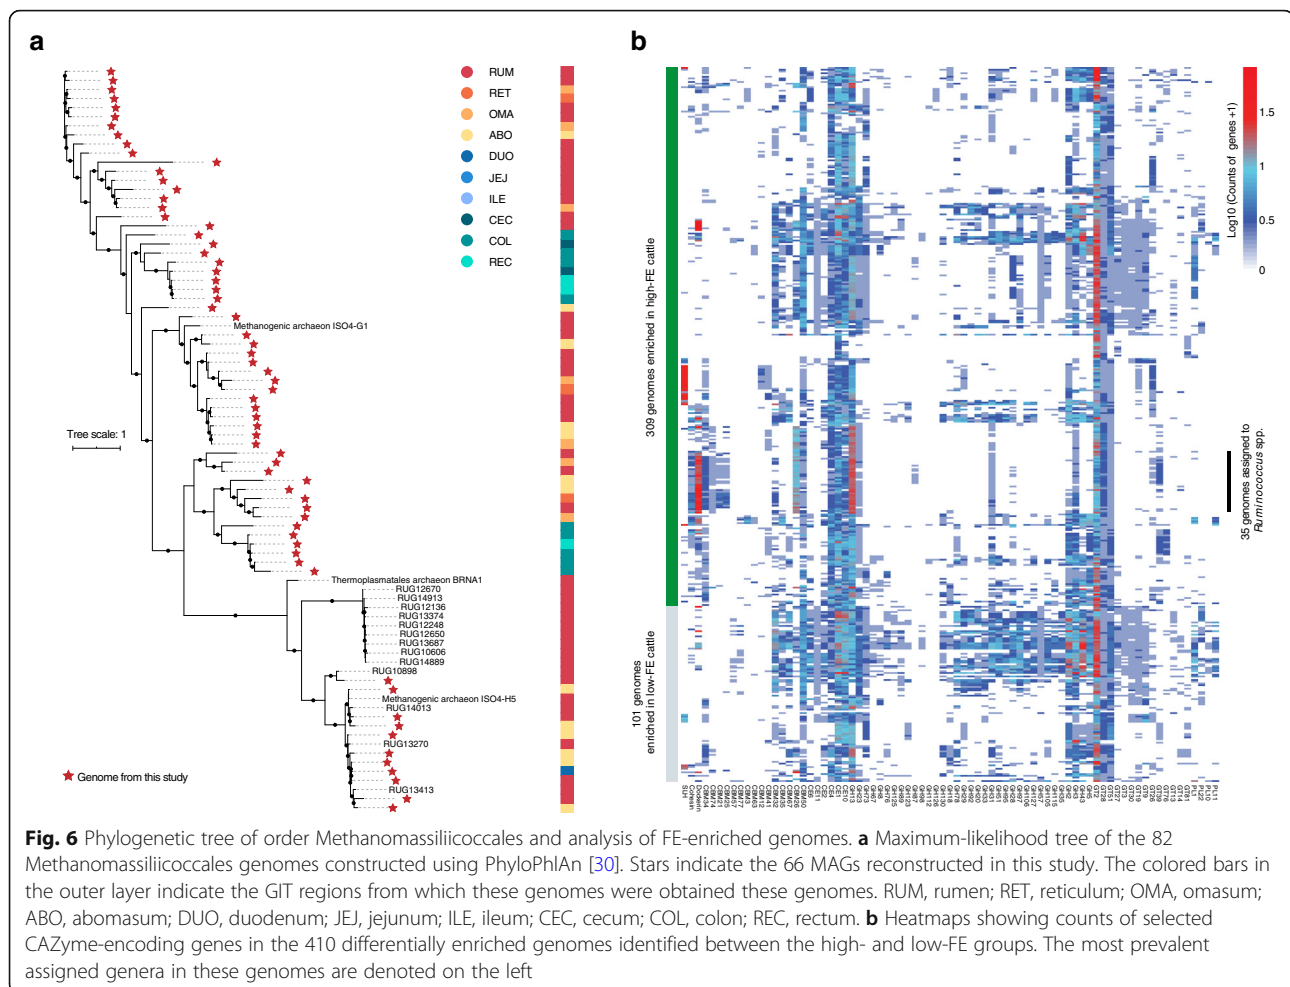 a
b
RUM
RET
OMA
ABO
DUO
JEJ
ILE
CEC
COL
REC
Methanogenic archaeon ISO4-G1
Tree scale: 1
Thermoplasmatales archaeon BRNA1
RUG12670
RUG14913
RUG12136
RUG13374
RUG12248
RUG12650
RUG13687
RUG10606
RUG14889
RUG10898
Methanogenic archaeon ISO4-H5
RUG14013
RUG13270
RUG13413
Genome from this study
309 genomes enriched in high-FE cattle
101 genomes
enriched in low-FE cattle
1.5
1
0.5
0
Log10 (Counts of genes +1)
35 genomes assigned to
Ruminococcus spp.
SLH
Cohesin
Dockerin
Fig. 6 Phylogenetic tree of order Methanomassiliicoccales and analysis of FE-enriched genomes. a Maximum-likelihood tree of the 82
Methanomassiliicoccales genomes constructed using PhyloPhlAn [30]. Stars indicate the 66 MAGs reconstructed in this study. The colored bars in
the outer layer indicate the GIT regions from which these genomes were obtained these genomes. RUM, rumen; RET, reticulum; OMA, omasum;
ABO, abomasum; DUO, duodenum; JEJ, jejunum; ILE, ileum; CEC, cecum; COL, colon; REC, rectum. b Heatmaps showing counts of selected
CAZyme-encoding genes in the 410 differentially enriched genomes identified between the high- and low-FE groups. The most prevalent
assigned genera in these genomes are denoted on the left